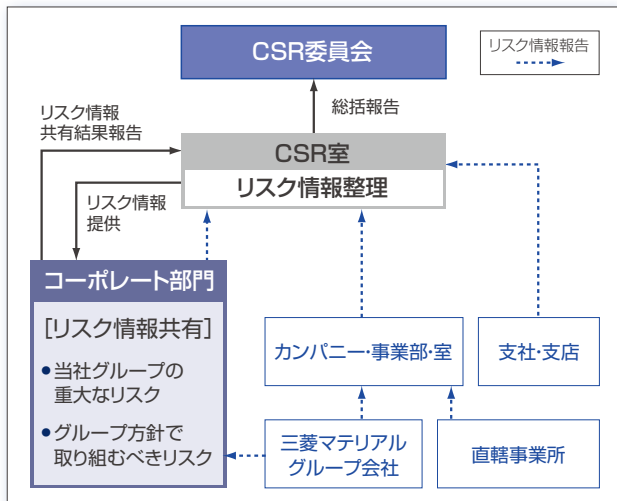 CSR委員会
リスク情報報告
リスク情報
共有結果報告
総括報告
CSR室
リスク情報整理
リスク情報
提供
コーポレート部門
[リスク情報共有]
●当社グループの
重大なリスク
●グループ方針で
取り組むべきリスク
カンパニー・事業部・室
支社・支店
三菱マテリアル
グループ会社
直轄事業所